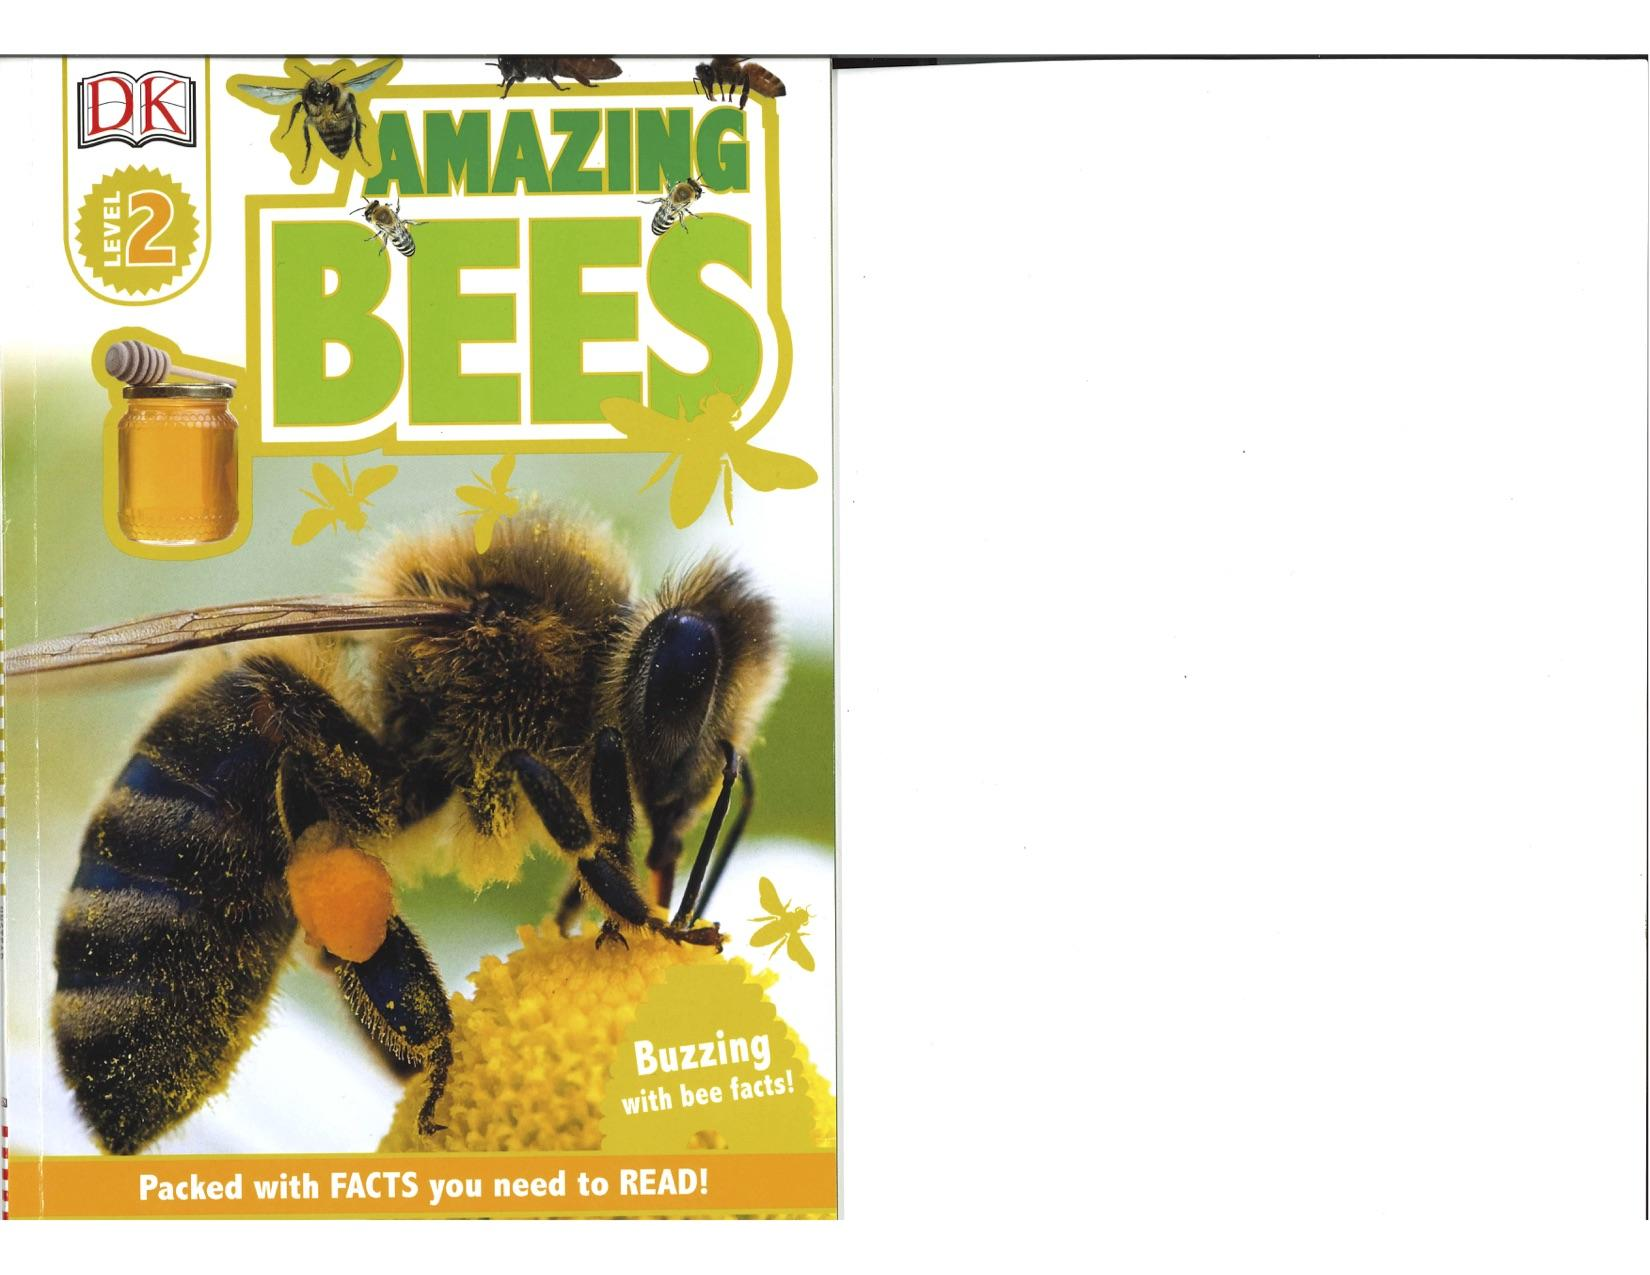 DK
LEVEL 2
AMAZING
BEES
Buzzing
with bee facts!
Packed with FACTS you need to READ!